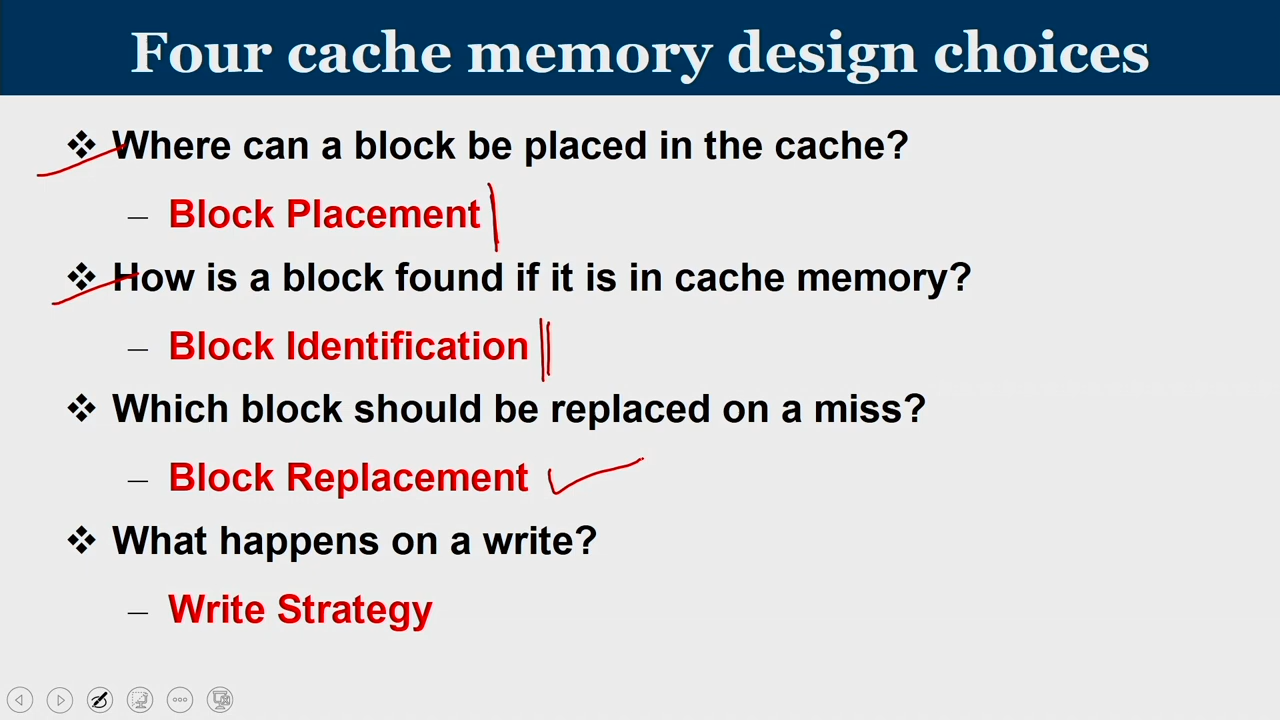 Four cache memory design choices
❖ Where can a block be placed in the cache?
– Block Placement
❖ How is a block found if it is in cache memory?
– Block Identification
❖ Which block should be replaced on a miss?
– Block Replacement
❖ What happens on a write?
– Write Strategy